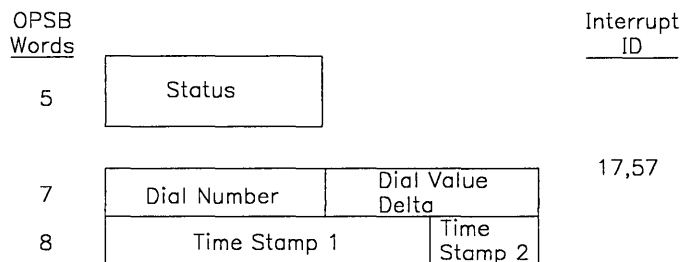 OPSB Interrupt
Words ID
5 Status
17,57
7 Dial Number Dial Value
Delta
8 Time Stamp 1 Time
Stamp 2